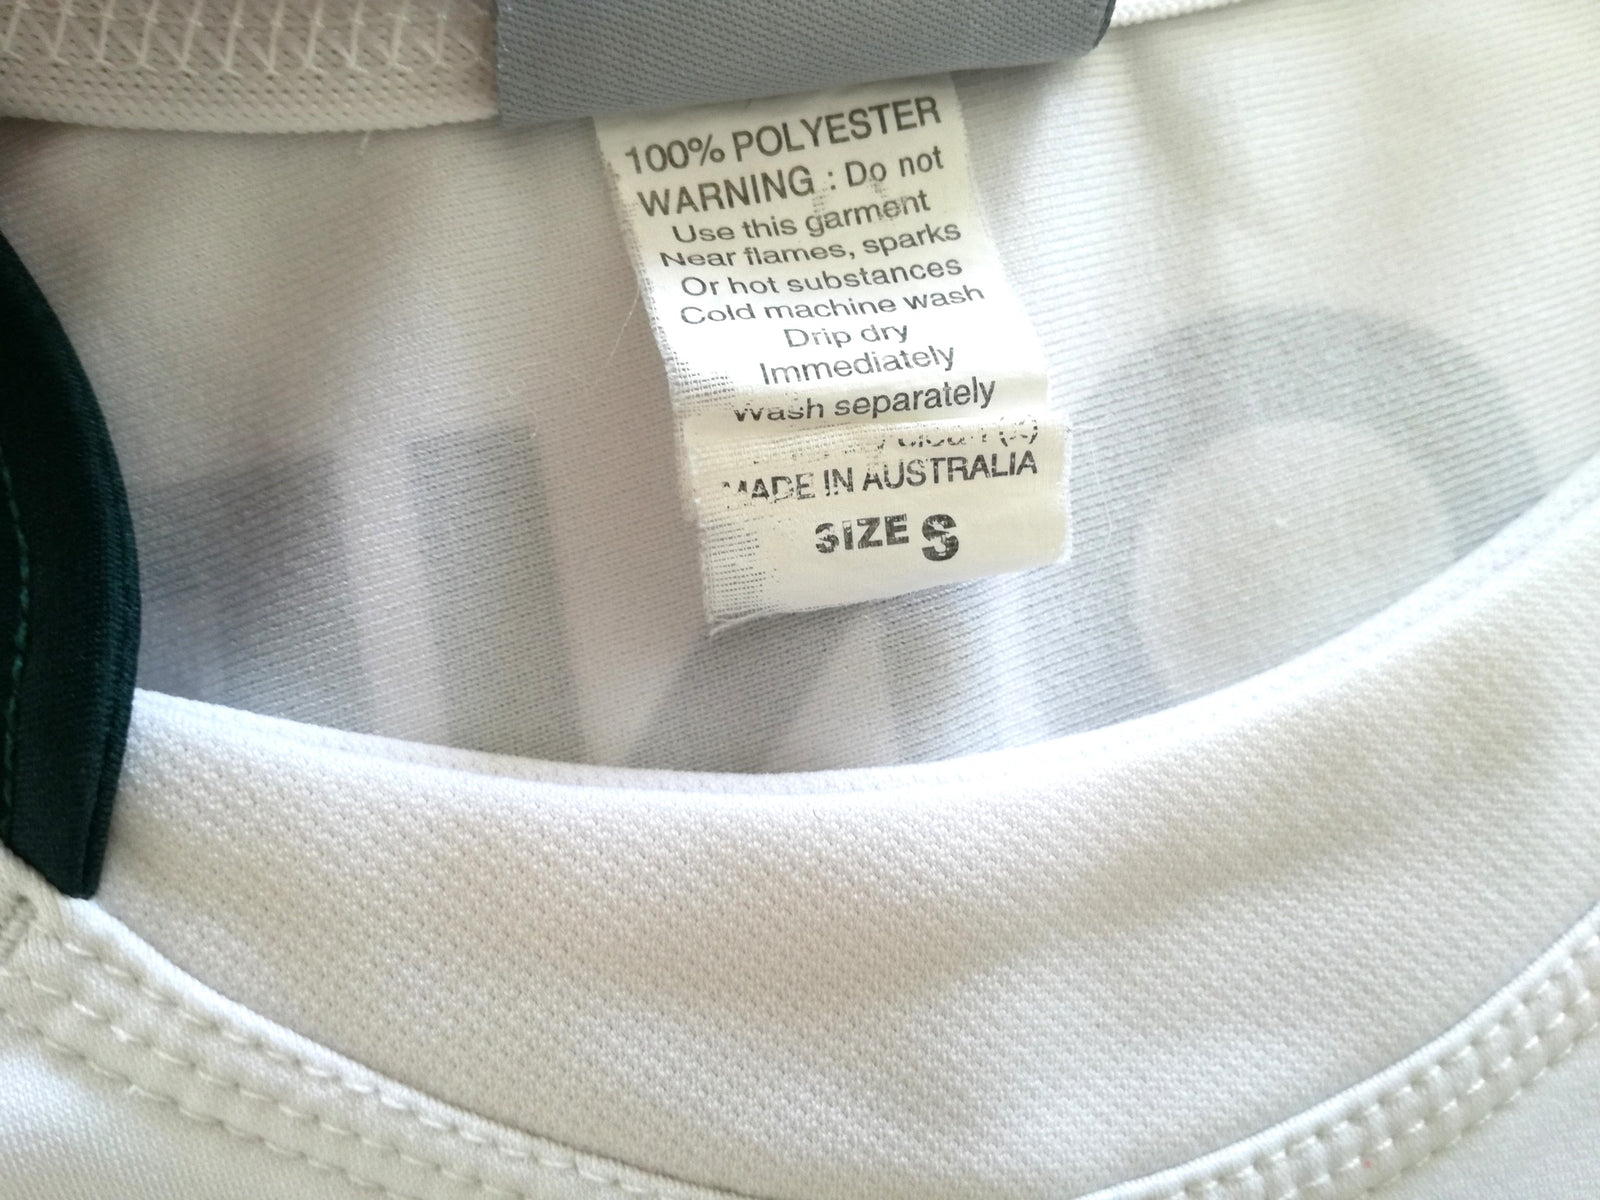 100% POLYESTER
WARNING : Do not
Use this garment
Near flames, sparks
Or hot substances
Cold machine wash
Drip dry
Immediately
Wash separately
MADE IN AUSTRALIA
SIZE S